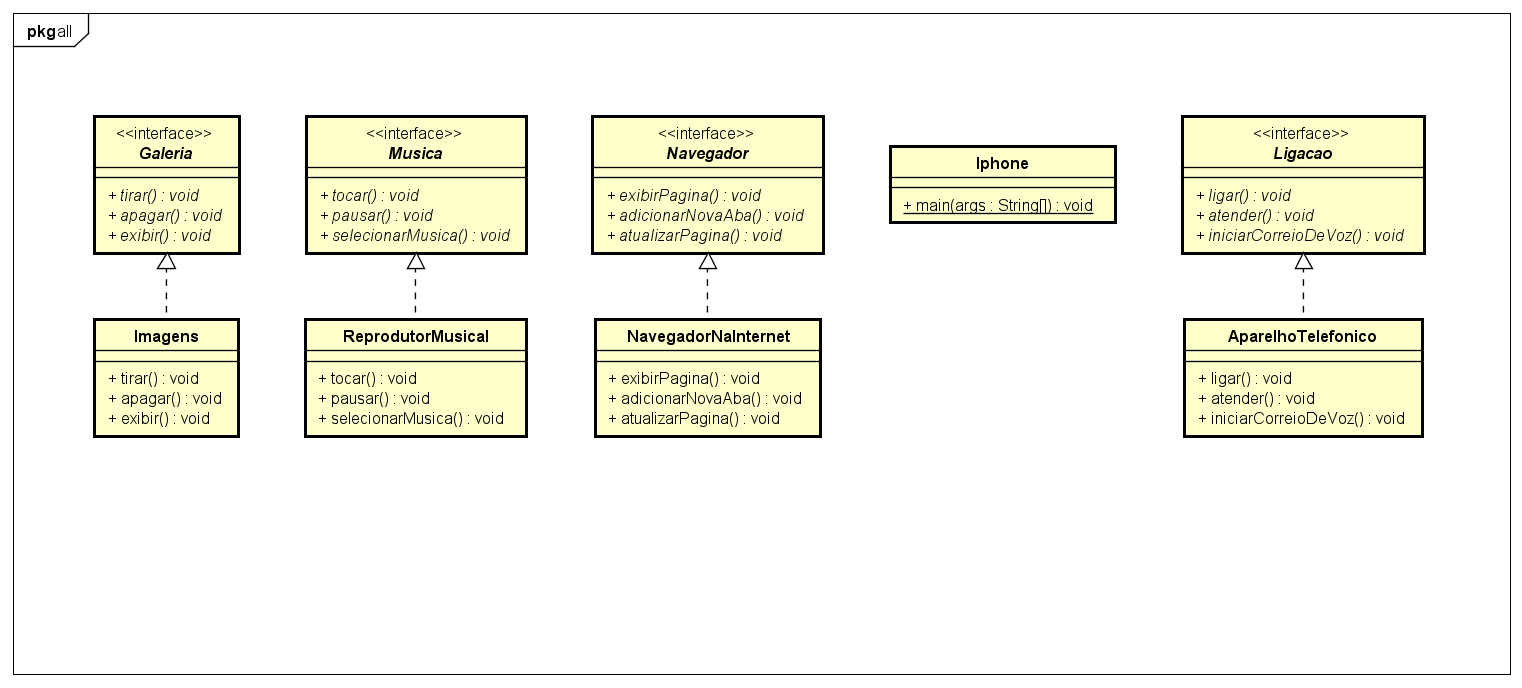 pkg all
<<interface>>
Galeria
+ tirar() : void
+ apagar() : void
+ exibir() : void
<<interface>>
Musica
+ tocar() : void
+ pausar() : void
+ selecionarMusica() : void
<<interface>>
Navegador
+ exibirPagina() : void
+ adicionarNovaAba() : void
+ atualizarPagina() : void
Iphone
+ main(args : String[]) : void
<<interface>>
Ligacao
+ ligar() : void
+ atender() : void
+ iniciarCorreioDeVoz() : void
Imagens
+ tirar() : void
+ apagar() : void
+ exibir() : void
ReprodutorMusical
+ tocar() : void
+ pausar() : void
+ selecionarMusica() : void
NavegadorNaInternet
+ exibirPagina() : void
+ adicionarNovaAba() : void
+ atualizarPagina() : void
AparelhoTelefonico
+ ligar() : void
+ atender() : void
+ iniciarCorreioDeVoz() : void